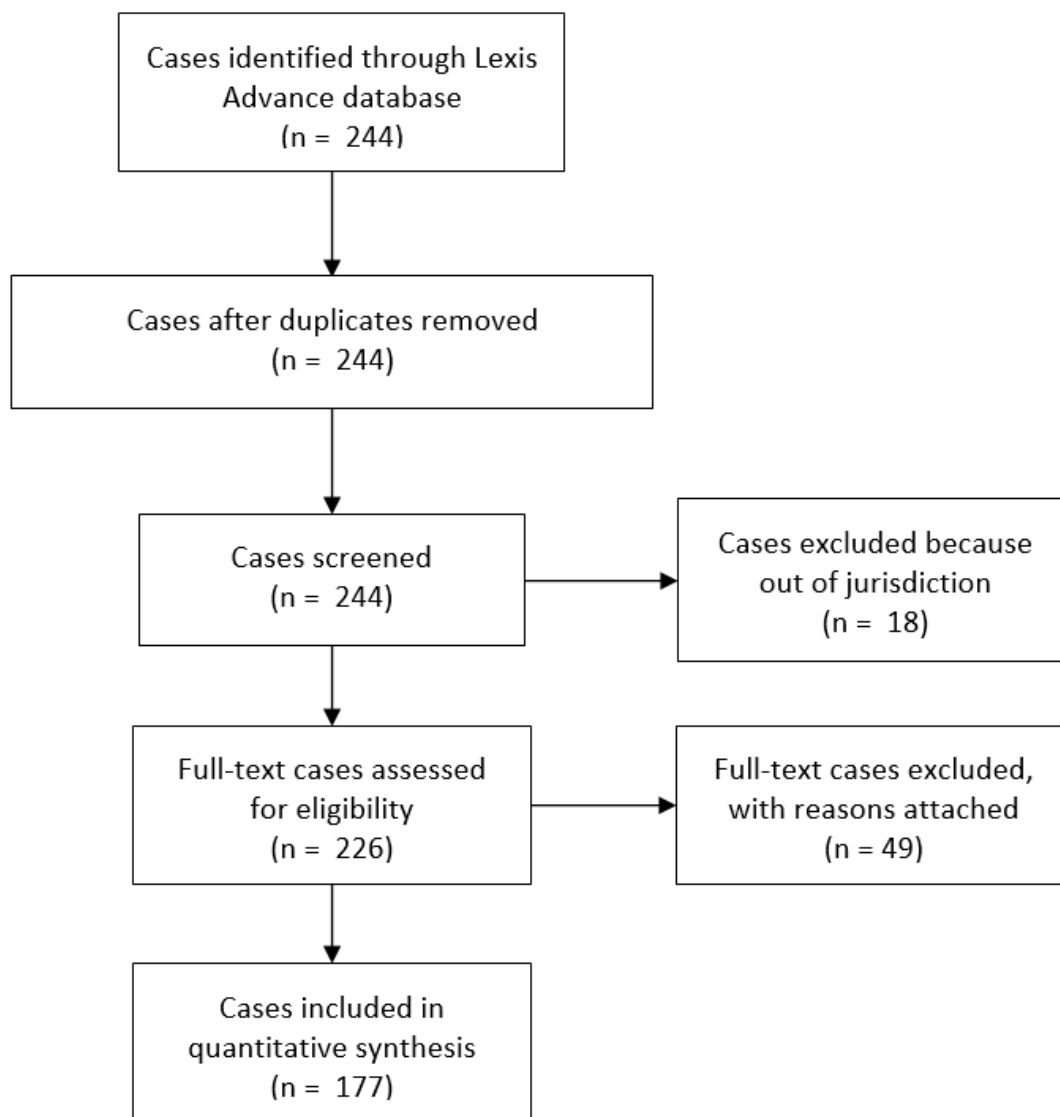 Cases identified through Lexis
Advance database
(n =  244)
Cases after duplicates removed
(n =  244)
Cases screened
(n =  244)
Cases excluded because
out of jurisdiction
(n =  18)
Full-text cases assessed
for eligibility
(n =  226)
Full-text cases excluded,
with reasons attached
(n = 49)
Cases included in
quantitative synthesis
(n =  177)